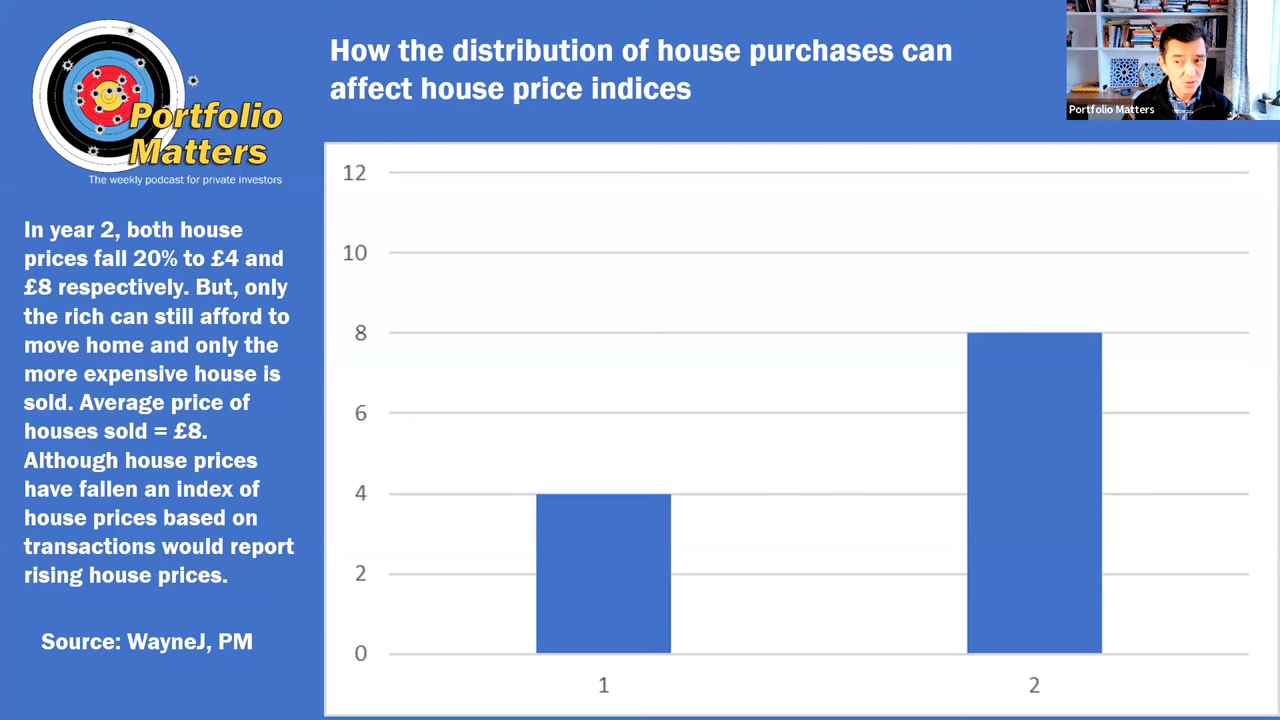 Portfolio
Matters
The weekly podcast for private investors
How the distribution of house purchases can
affect house price indices
Portfolio Matters
In year 2, both house
prices fall 20% to £4 and
£8 respectively. But, only
the rich can still afford to
move home and only the
more expensive house is
sold. Average price of
houses sold = £8.
Although house prices
have fallen an index of
house prices based on
transactions would report
rising house prices.
Source: WayneJ, PM
12
10
8
6
4
2
0
1
2